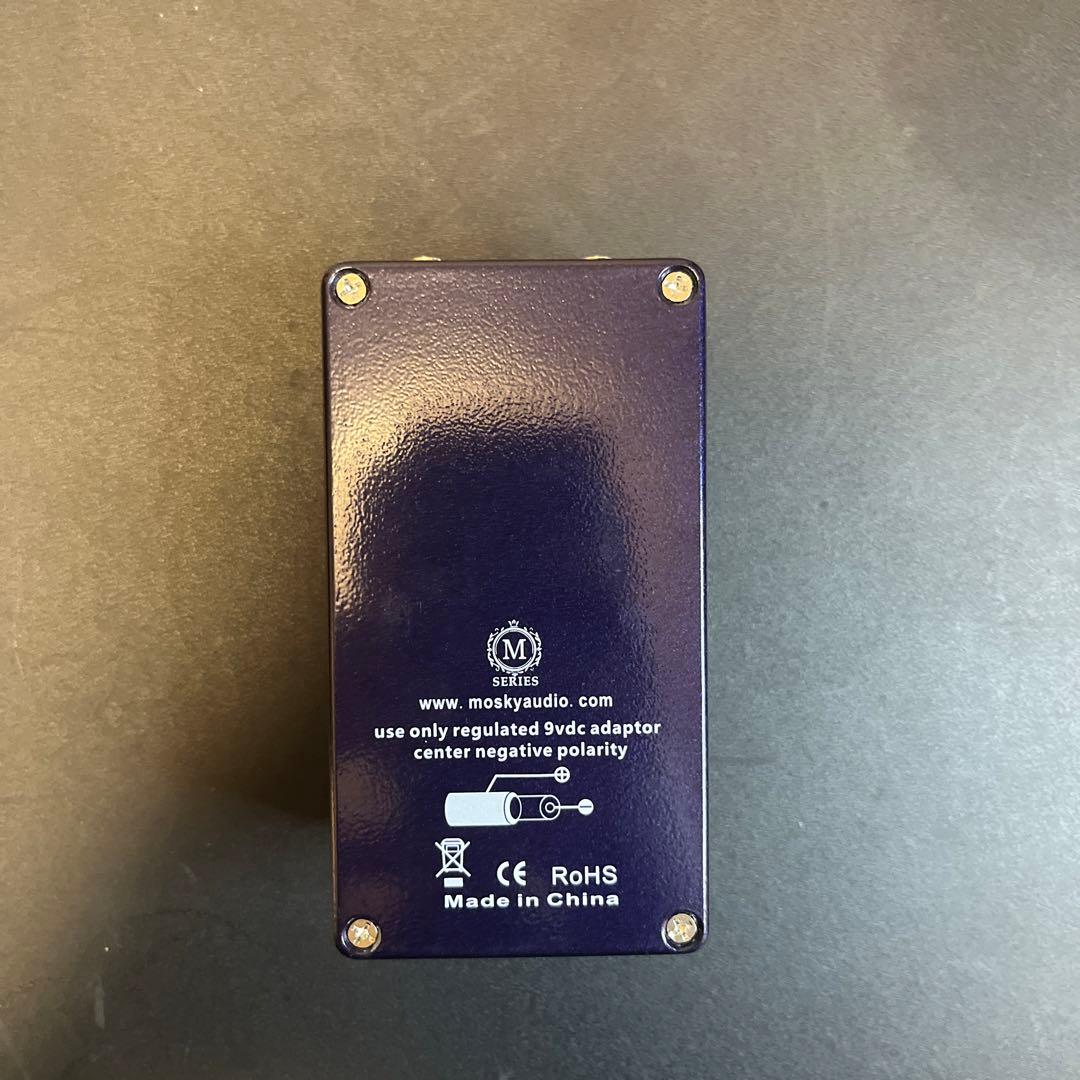 M
SERIES
www. moskyaudio. com
use only regulated 9vdc adaptor
center negative polarity
CE RoHS
Made in China